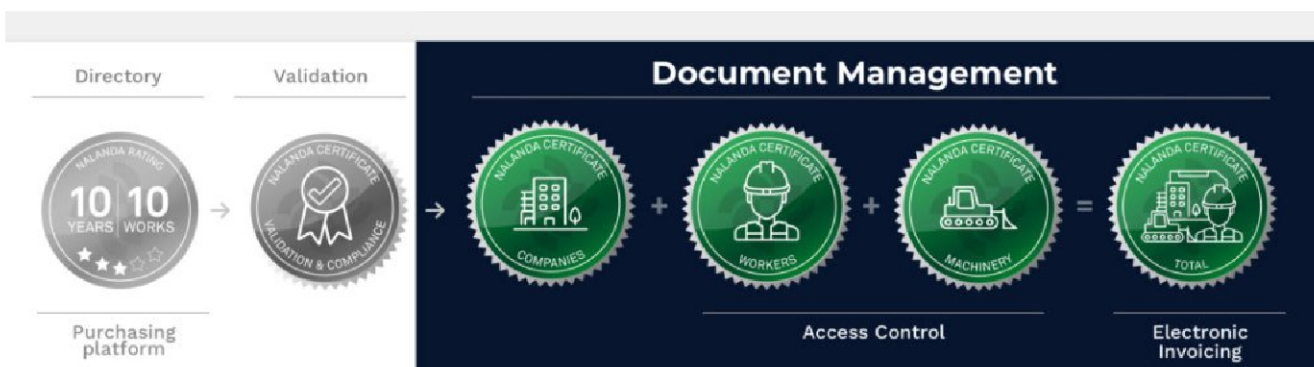 Directory
Validation
Document Management
NALANDA RATING
10 10
YEARS WORKS
NALANDA CERTIFICATE
VALIDATION & COMPLIANCE
NALANDA CERTIFICATE
COMPANIES
NALANDA CERTIFICATE
WORKERS
NALANDA CERTIFICATE
MACHINERY
NALANDA CERTIFICATE
TOTAL
Purchasing
platform
Access Control
Electronic
Invoicing